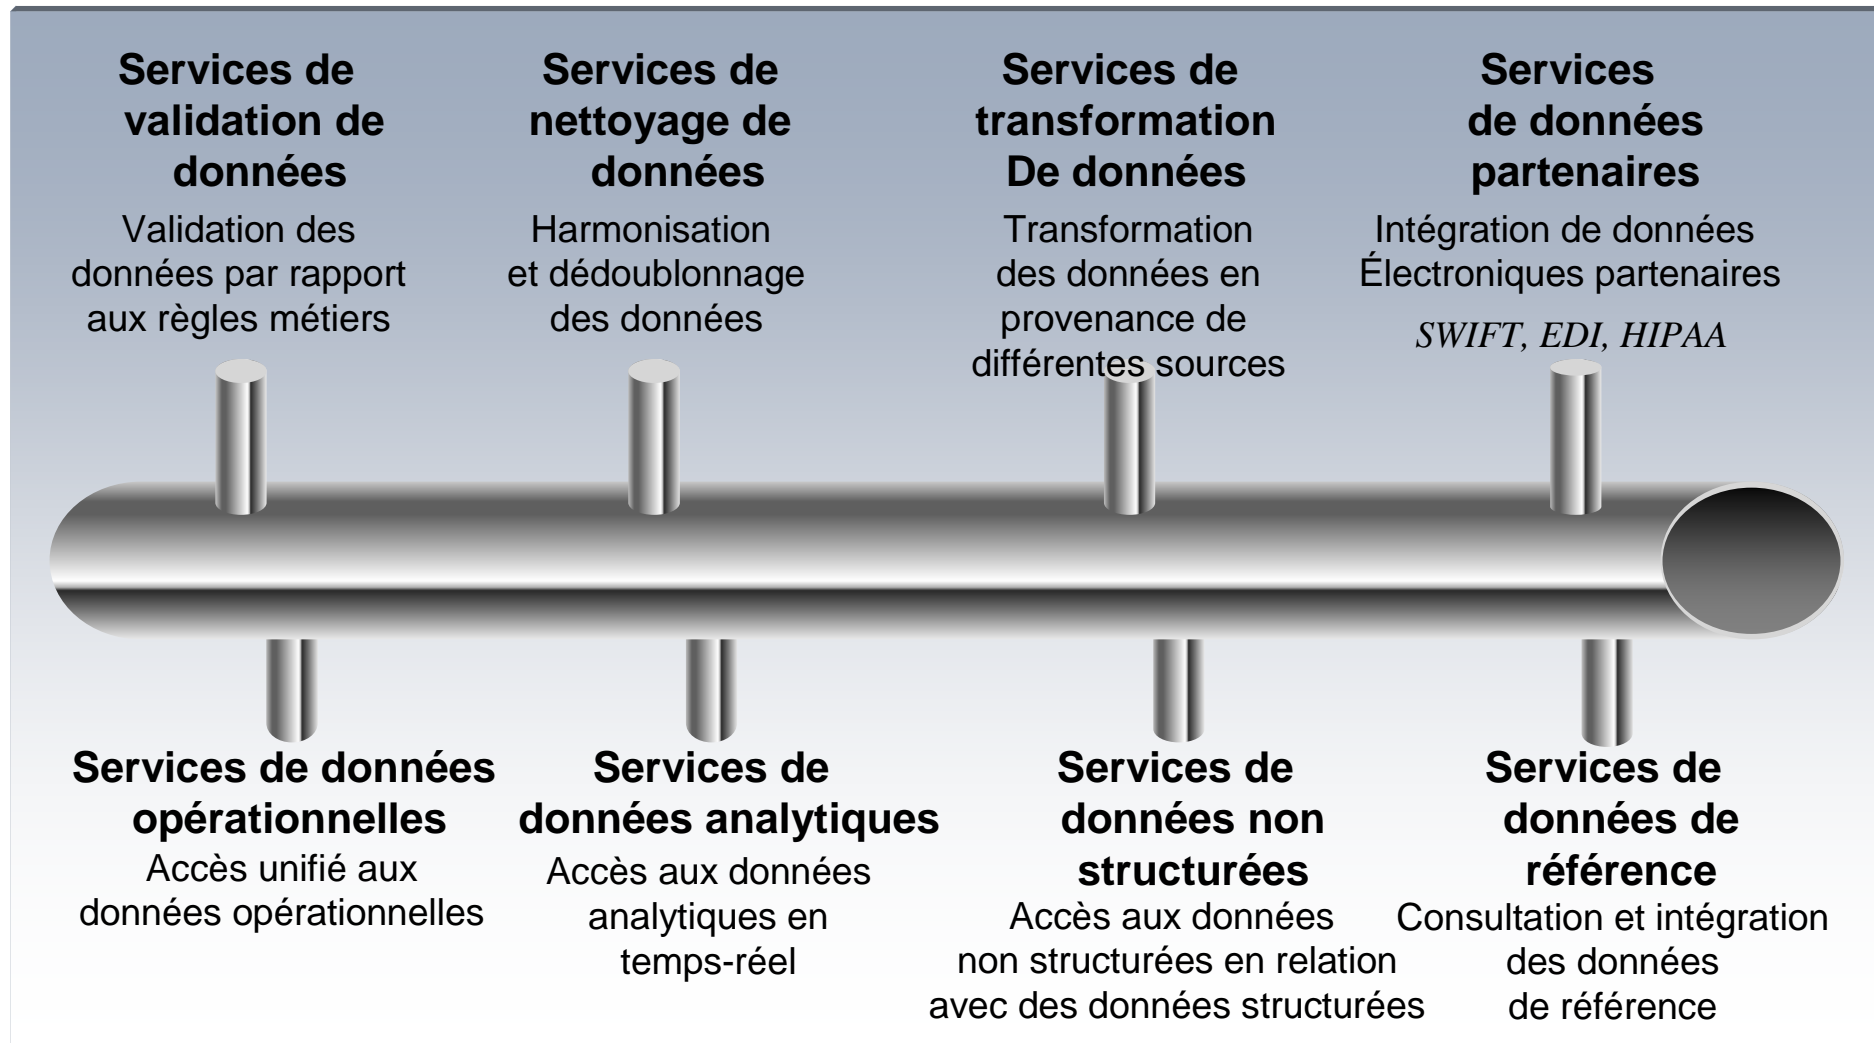 Services de
validation de
données
Validation des
données par rapport
aux règles métiers
Services de
nettoyage de
données
Harmonisation
et dédoublonnage
des données
Services de
transformation
De données
Transformation
des données en
provenance de
différentes sources
Services
de données
partenaires
Intégration de données
Électroniques partenaires
SWIFT, EDI, HIPAA
Services de données
opérationnelles
Accès unifié aux
données opérationnelles
Services de
données analytiques
Accès aux données
analytiques en
temps-réel
Services de
données non
structurées
Accès aux données
non structurées en relation
avec des données structurées
Services de
données de
référence
Consultation et intégration
des données
de référence